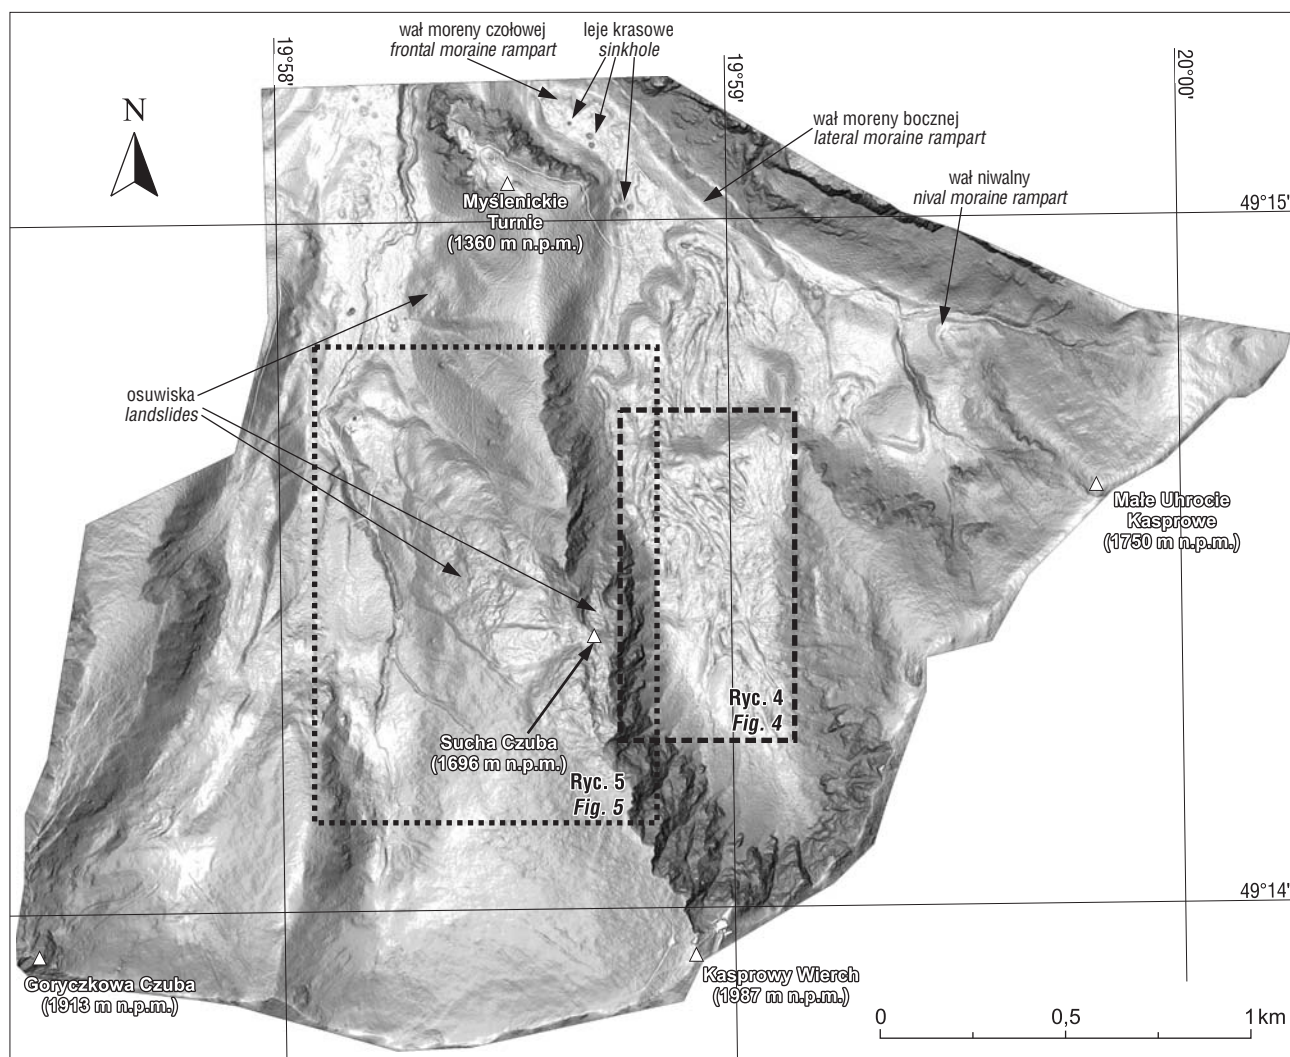 wał moreny czołowej
frontal moraine rampart
leje krasowe
sinkhole
19°58'
19°59'
20°00'
N
wał moreny bocznej
lateral moraine rampart
wał niwalny
nival moraine rampart
49°15'
Myślenickie
Turnie
(1360 m n.p.m.)
osuwiska
landslides
Małe Uhrocie
Kasprowe
(1750 m n.p.m.)
Ryc. 4
Fig. 4
Sucha Czuba
(1696 m n.p.m.)
Ryc. 5
Fig. 5
49°14'
Goryczkowa Czuba
(1913 m n.p.m.)
Kasprowy Wierch
(1987 m n.p.m.)
0 0,5 1 km